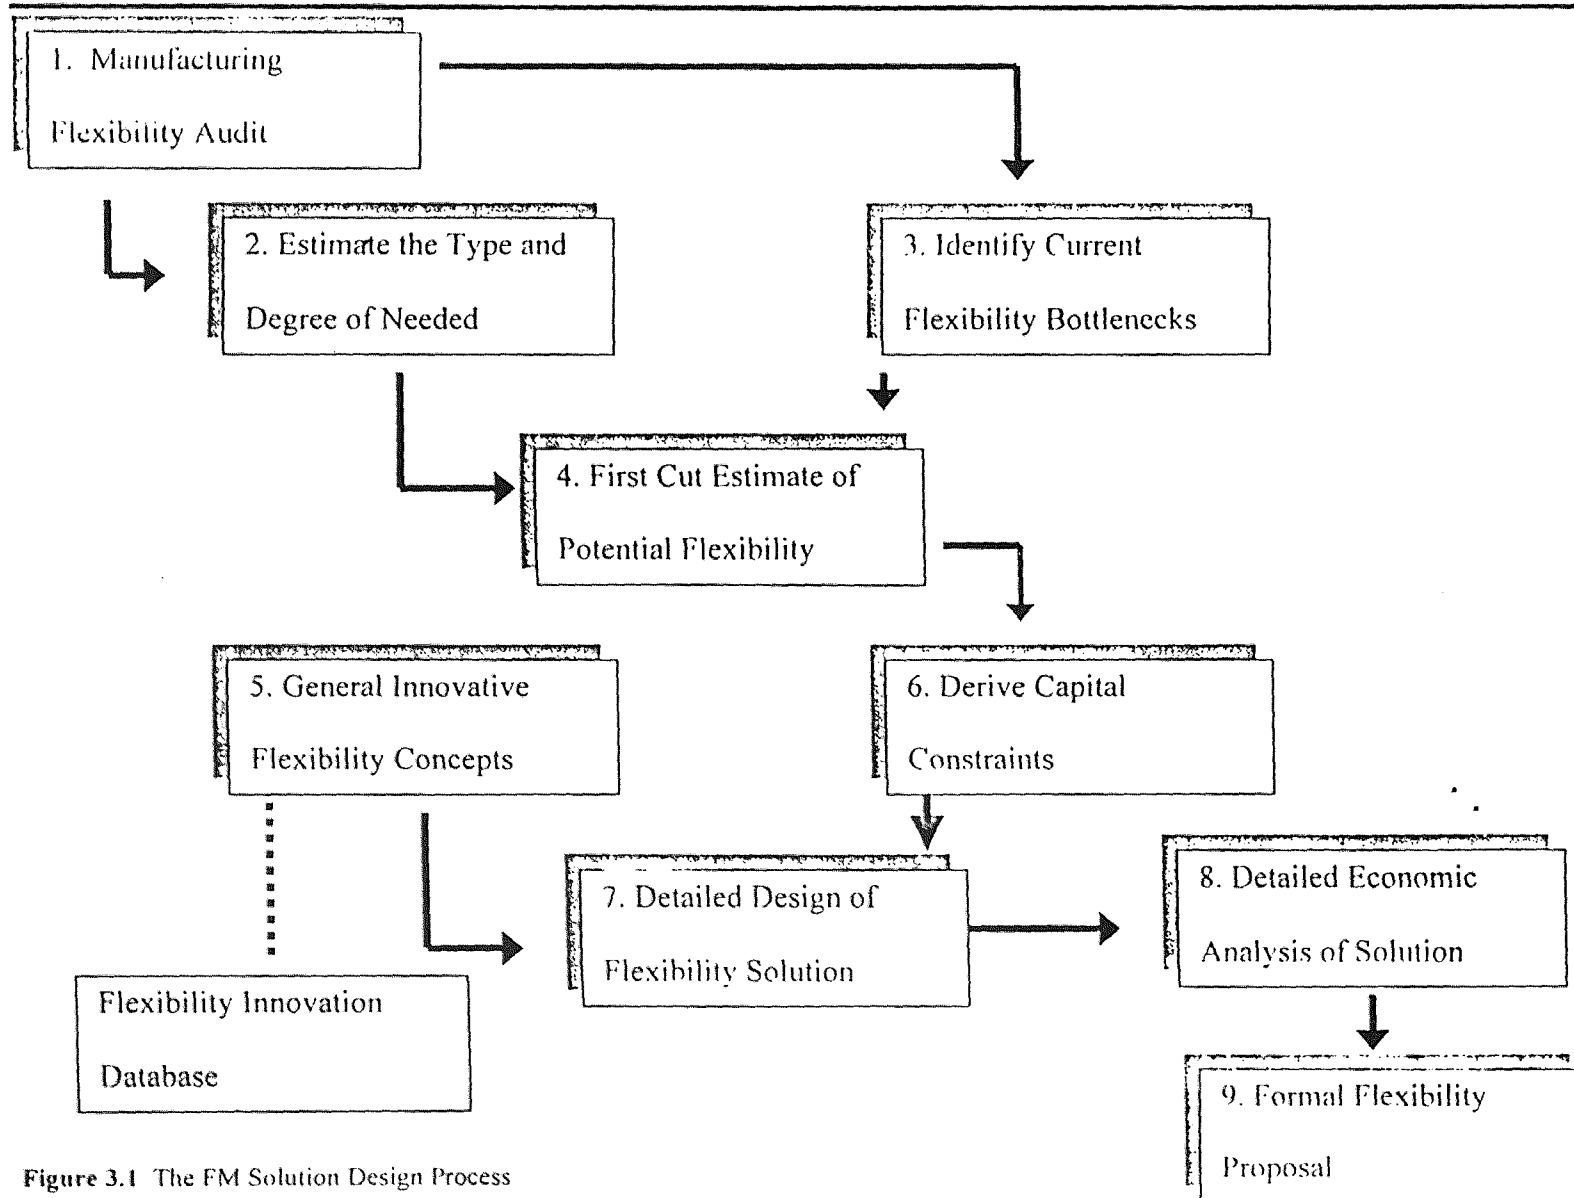 1. Manufacturing
Flexibility Audit
2. Estimate the Type and
Degree of Needed
3. Identify Current
Flexibility Bottlenecks
4. First Cut Estimate of
Potential Flexibility
5. General Innovative
Flexibility Concepts
6. Derive Capital
Constraints
7. Detailed Design of
Flexibility Solution
8. Detailed Economic
Analysis of Solution
Flexibility Innovation
Database
9. Formal Flexibility
Proposal
Figure 3.1 The FM Solution Design Process